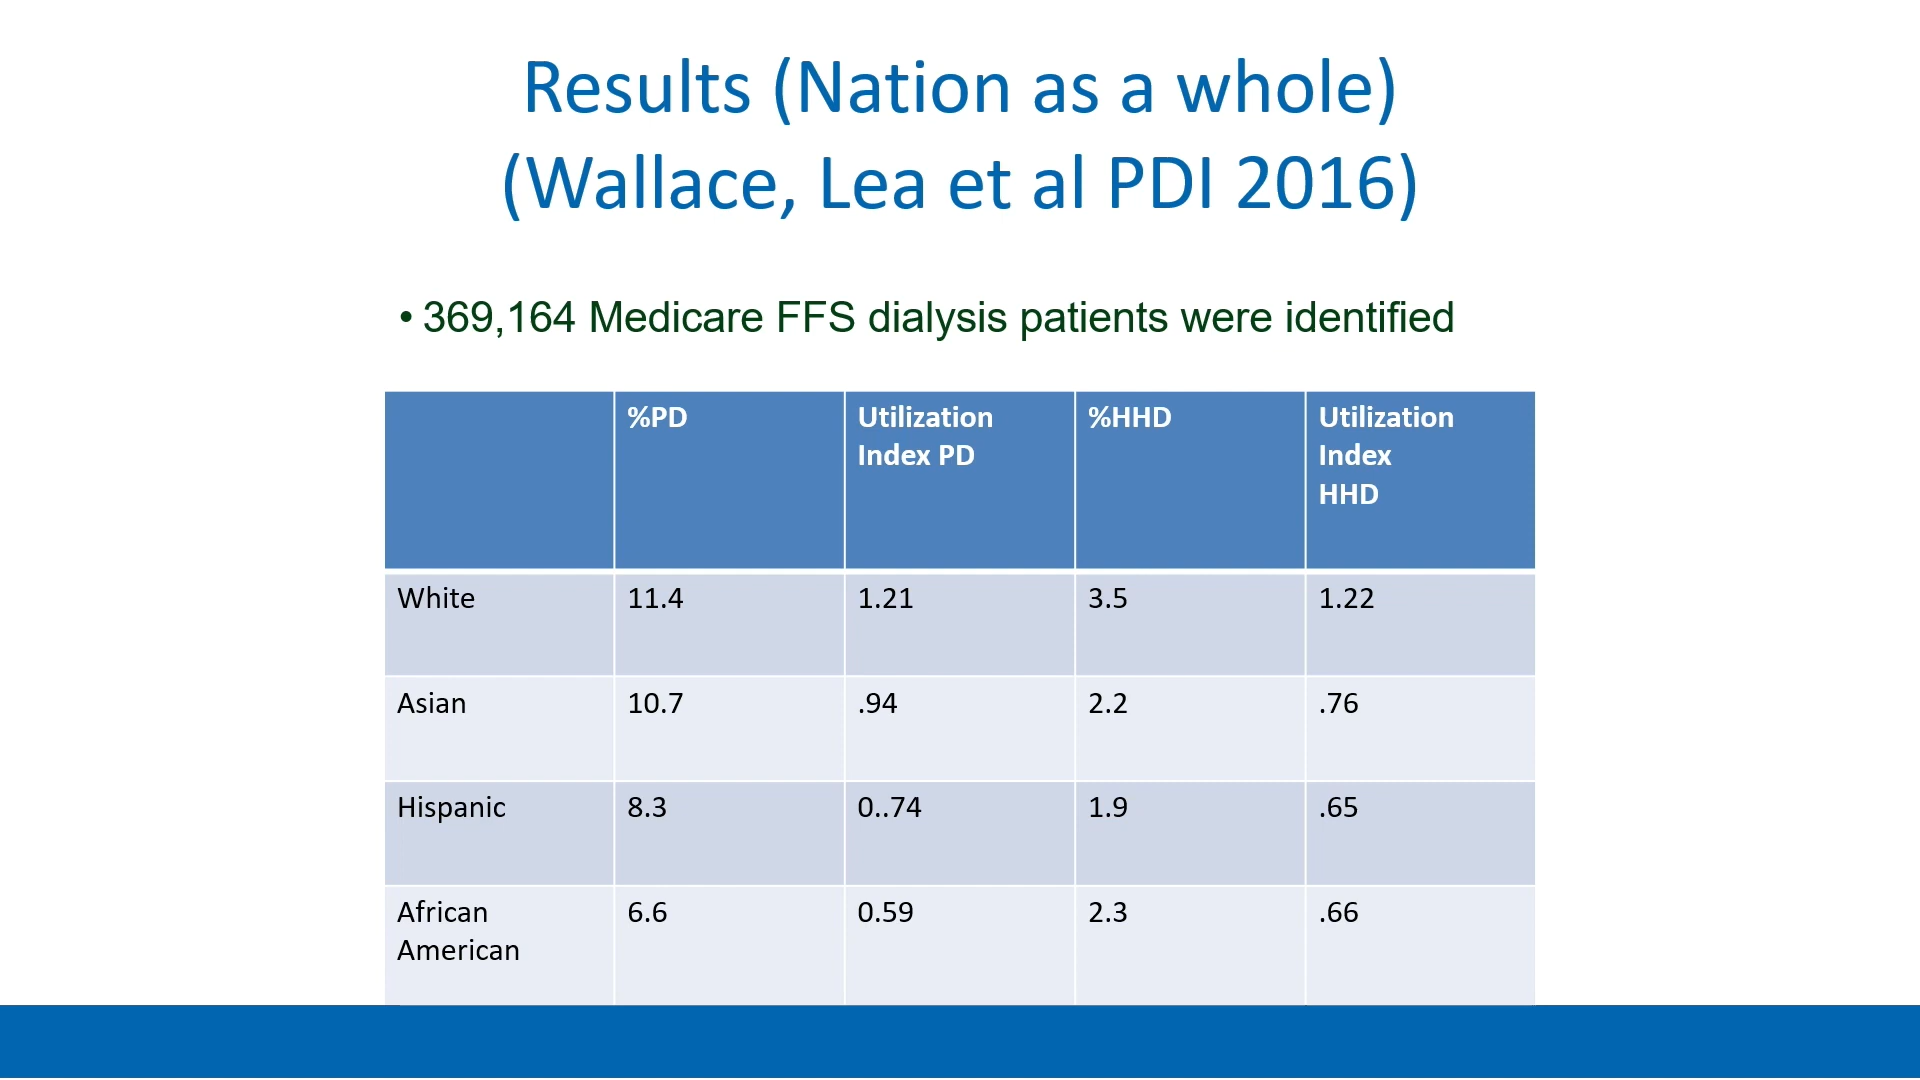 Results (Nation as a whole)
(Wallace, Lea et al PDI 2016)
• 369,164 Medicare FFS dialysis patients were identified
%PD
Utilization
Index PD
%HHD
Utilization
Index
HHD
White 11.4 1.21 3.5 1.22
Asian 10.7 .94 2.2 .76
Hispanic 8.3 0..74 1.9 .65
African
American
6.6 0.59 2.3 .66